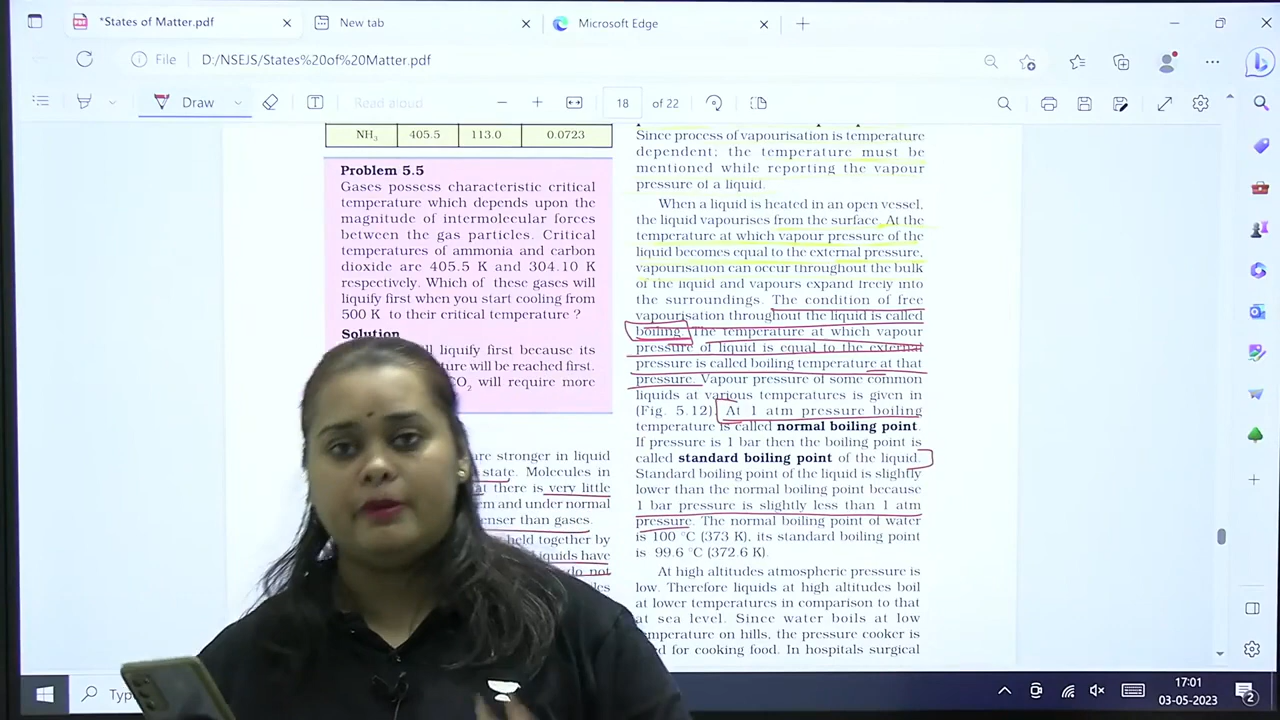 *States of Matter.pdf
New tab
Microsoft Edge
File
D:/NSEJS/States%20of%20Matter.pdf
Draw
Read aloud
18 of 22
NH3 405.5 113.0 0.0723
Problem 5.5
Gases possess characteristic critical
temperature which depends upon the
magnitude of intermolecular forces
between the gas particles. Critical
temperatures of ammonia and carbon
dioxide are 405.5 K and 304.10 K
respectively. Which of these gases will
liquify first when you start cooling from
500 K to their critical temperature ?
Solution
liquify first because its
will be reached first.
CO2 will require more
are stronger in liquid
state. Molecules in
there is very little
and under normal
than gases.
held together by
have
do not
Since process of vapourisation is temperature
dependent; the temperature must be
mentioned while reporting the vapour
pressure of a liquid.
When a liquid is heated in an open vessel,
the liquid vapourises from the surface. At the
temperature at which vapour pressure of the
liquid becomes equal to the external pressure,
vapourisation can occur throughout the bulk
of the liquid and vapours expand freely into
the surroundings. The condition of free
vapourisation throughout the liquid is called
boiling. The temperature at which vapour
pressure of liquid is equal to the external
pressure is called boiling temperature at that
pressure. Vapour pressure of some common
liquids at various temperatures is given in
(Fig. 5.12) At 1 atm pressure boiling
temperature is called normal boiling point.
If pressure is 1 bar then the boiling point is
called standard boiling point of the liquid.
Standard boiling point of the liquid is slightly
lower than the normal boiling point because
1 bar pressure is slightly less than 1 atm
pressure. The normal boiling point of water
is 100 °C (373 K), its standard boiling point
is 99.6 °C (372.6 K).
At high altitudes atmospheric pressure is
low. Therefore liquids at high altitudes boil
at lower temperatures in comparison to that
at sea level. Since water boils at low
temperature on hills, the pressure cooker is
for cooking food. In hospitals surgical
17:01
03-05-2023
2